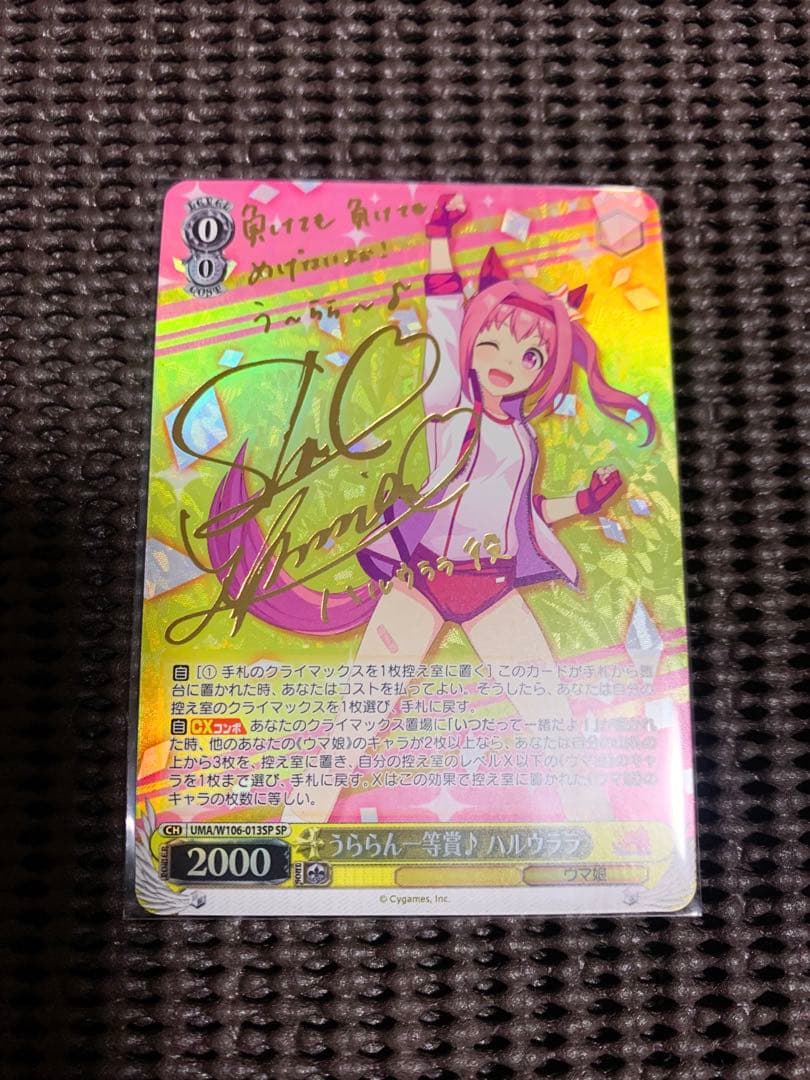 LEVEL
0
0
COST
負けても 負けても
めげないよぉ!
う〜らら〜♪
ハルウララ役
自 [① 手札のクライマックスを1枚控え室に置く] このカードが手札から舞
台に置かれた時、あなたはコストを払ってよい。そうしたら、あなたは自分の
控え室のクライマックスを1枚選び、手札に戻す。
自 CXコンボ あなたのクライマックス置場に「いつだって一緒だよ!」が置かれ
た時、他のあなたの《ウマ娘》のキャラが2枚以上なら、あなたは自分の山札の
上から3枚を、控え室に置き、自分の控え室のレベルX以下の《ウマ娘》のキャ
ラを1枚まで選び、手札に戻す。Xはこの効果で控え室に置かれた《ウマ娘》の
キャラの枚数に等しい。
CH UMA/W106-013SP SP
うららん一等賞♪ ハルウララ
POWER 2000 SOUL
ウマ娘
© Cygames, Inc.